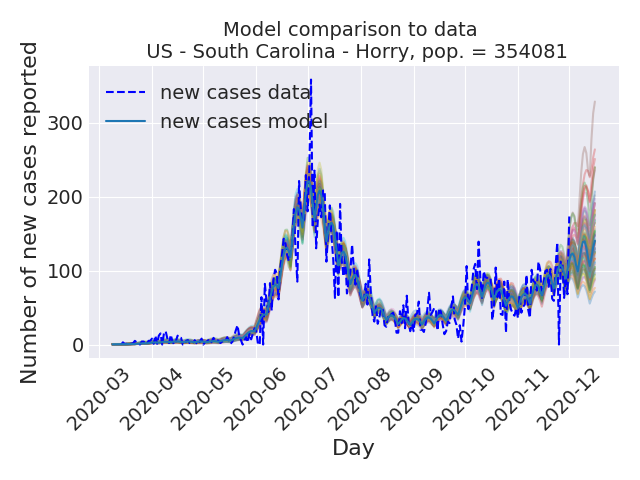 Model comparison to data
US - South Carolina - Horry, pop. = 354081
new cases data
new cases model
Number of new cases reported
300
200
100
0
2020-03
2020-04
2020-05
2020-06
2020-07
2020-08
2020-09
2020-10
2020-11
2020-12
Day